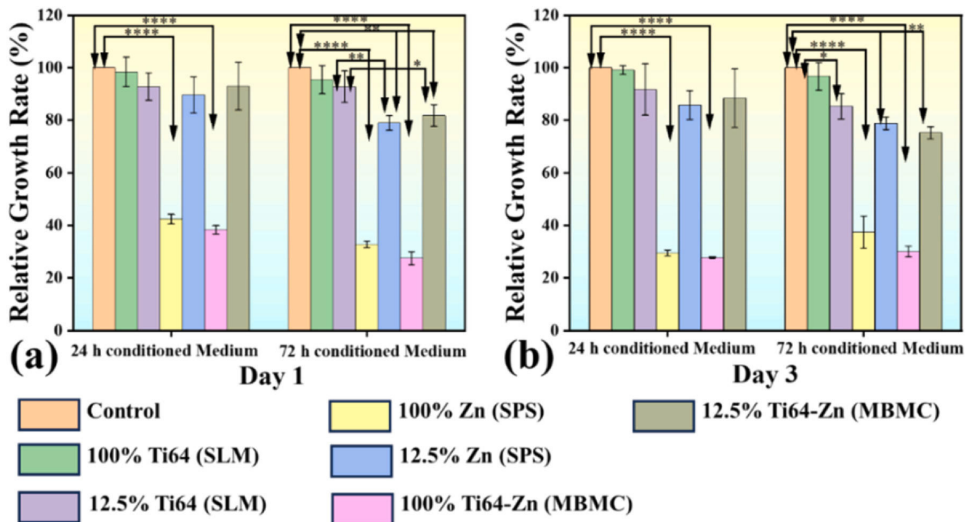 Relative Growth Rate (%)
120
100
80
60
40
20
0
****
****
****
**
****
**
*
24 h conditioned Medium
72 h conditioned Medium
(a)
Day 1
Relative Growth Rate (%)
120
100
80
60
40
20
0
****
****
****
**
****
*
24 h conditioned Medium
72 h conditioned Medium
(b)
Day 3
Control
100% Ti64 (SLM)
12.5% Ti64 (SLM)
100% Zn (SPS)
12.5% Zn (SPS)
100% Ti64-Zn (MBMC)
12.5% Ti64-Zn (MBMC)